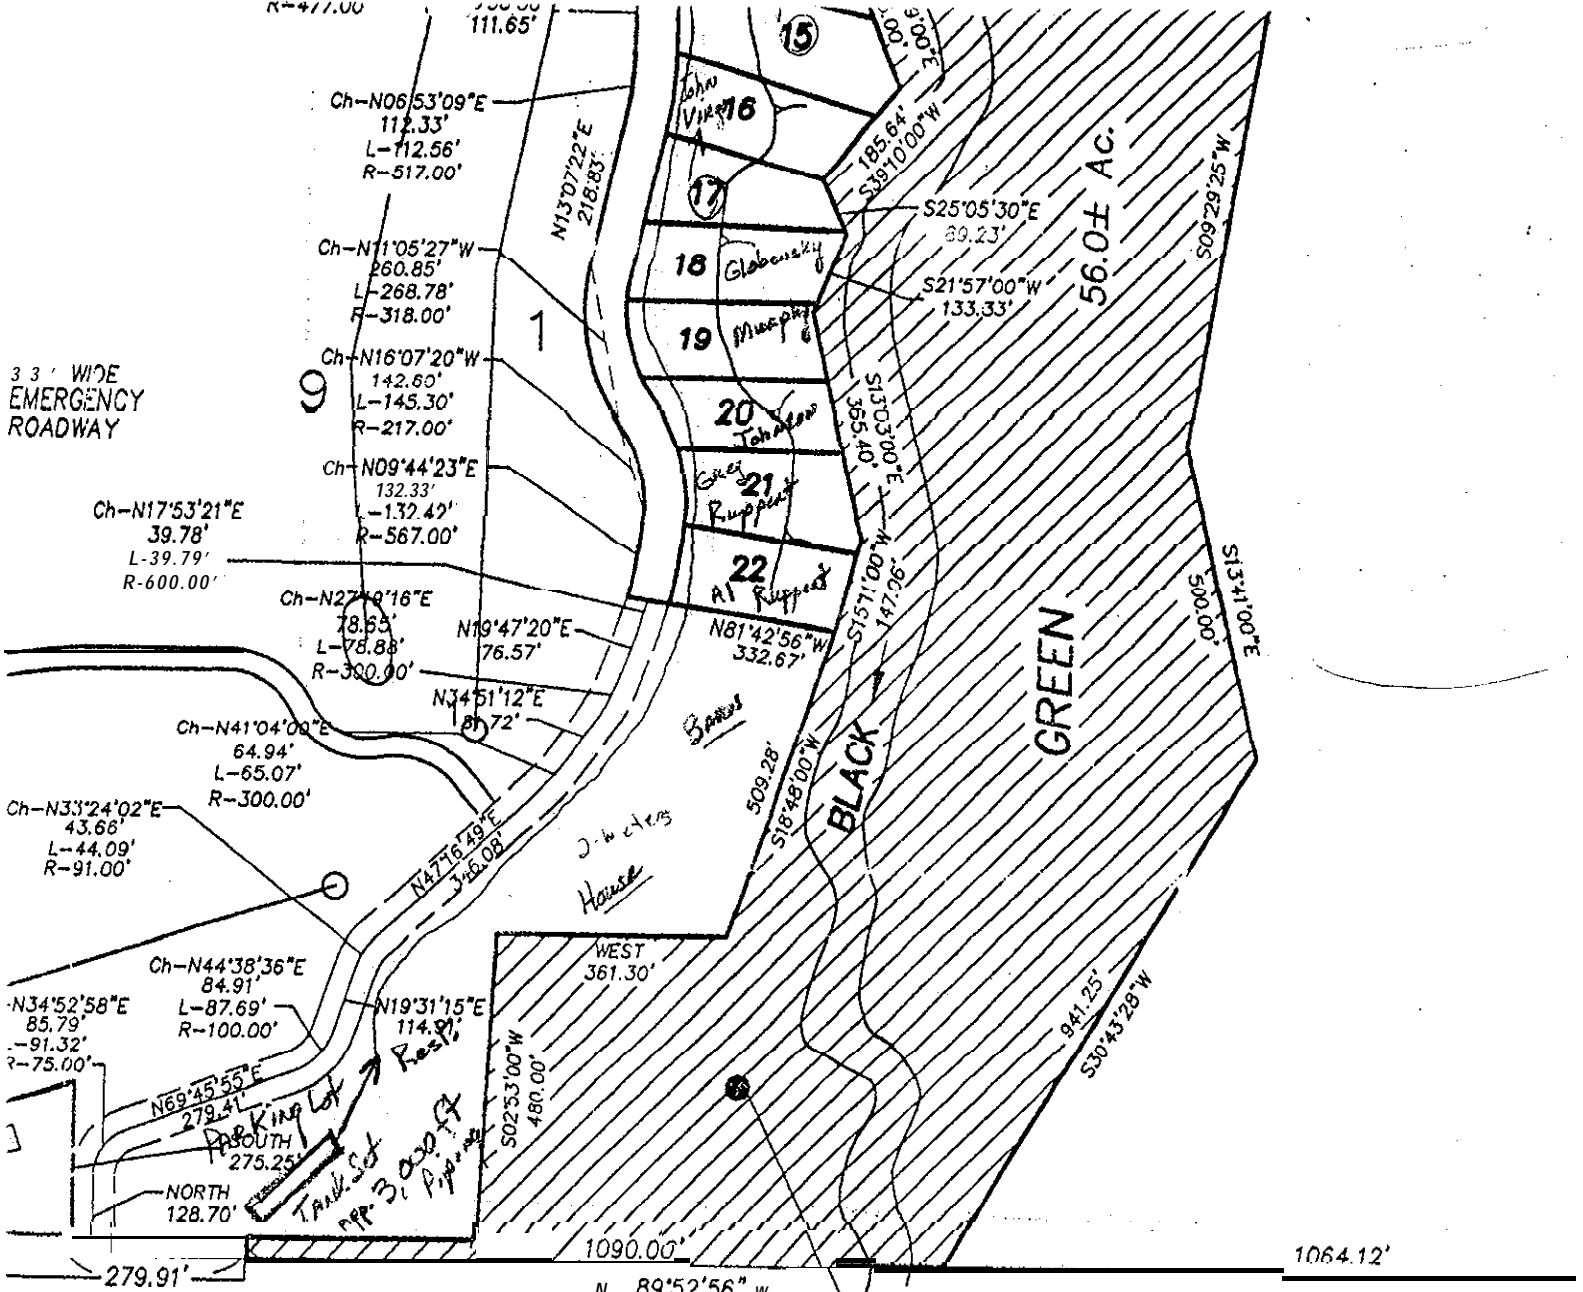 R-477.00
111.65'
15
Ch-N06°53'09"E
112.33'
L-112.56'
R-517.00'
N13°07'22"E
218.83'
John
16
185.64'
S39°10'00"W
17
S25°05'30"E
69.23'
56.0± AC.
S09°29'25"W
Ch-N11°05'27"W
260.85'
L-268.78'
R-318.00'
18 Globensky
S21°57'00"W
133.33'
1
19 Murphy
Ch-N16°07'20"W
142.60'
L-145.30'
R-217.00'
33' WIDE
EMERGENCY
ROADWAY
9
20
Johnson
S13°03'00"E
365.40'
Ch-N09°44'23"E
132.33'
L-132.42'
R-567.00'
Greg
21
Ruppert
Ch-N17°53'21"E
39.78'
L-39.79'
R-600.00'
22
Al Ruppert
S15°11'00"W
147.06'
S13°41'00"E
500.00'
78.65'
L-78.88'
R-300.00'
N19°47'20"E
76.57'
N81°42'56"W
332.67'
N34°51'12"E
GREEN
Ch-N41°04'00"E
64.94'
L-65.07'
R-300.00'
509.28'
S18°48'00"W
BLACK
Ch-N33°24'02"E
43.66'
L-44.09'
R-91.00'
N47°16'49"E
346.08'
House
WEST
361.30'
Ch-N44°38'36"E
84.91'
L-87.69'
R-100.00'
-N34°52'58"E
85.79'
-91.32'
R-75.00'
N19°31'15"E
Rest.
941.25'
S30°43'28"W
S02°53'00"W
480.00'
N69°45'55"E
279.41'
Parking Lot
SOUTH
275.25'
Tank Set
App. 3,000 ft
NORTH
128.70'
1090.00'
1064.12'
279.91'
N 89°52'56" W